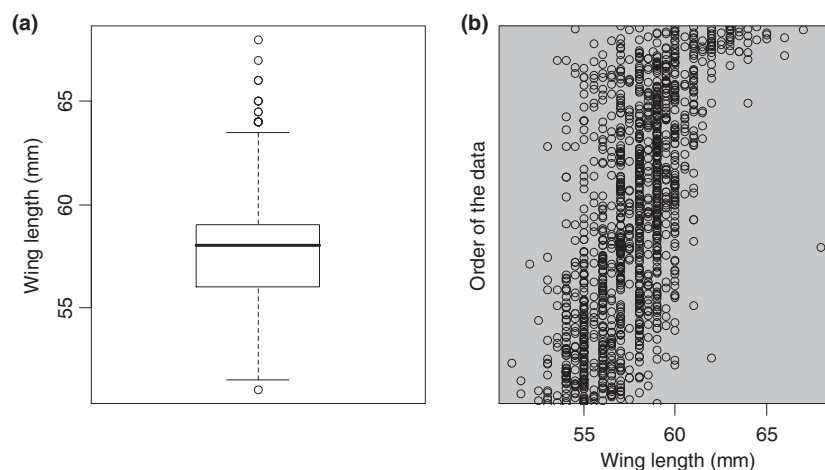 (a)
Wing length (mm)
65
60
55
(b)
Order of the data
55 60 65
Wing length (mm)